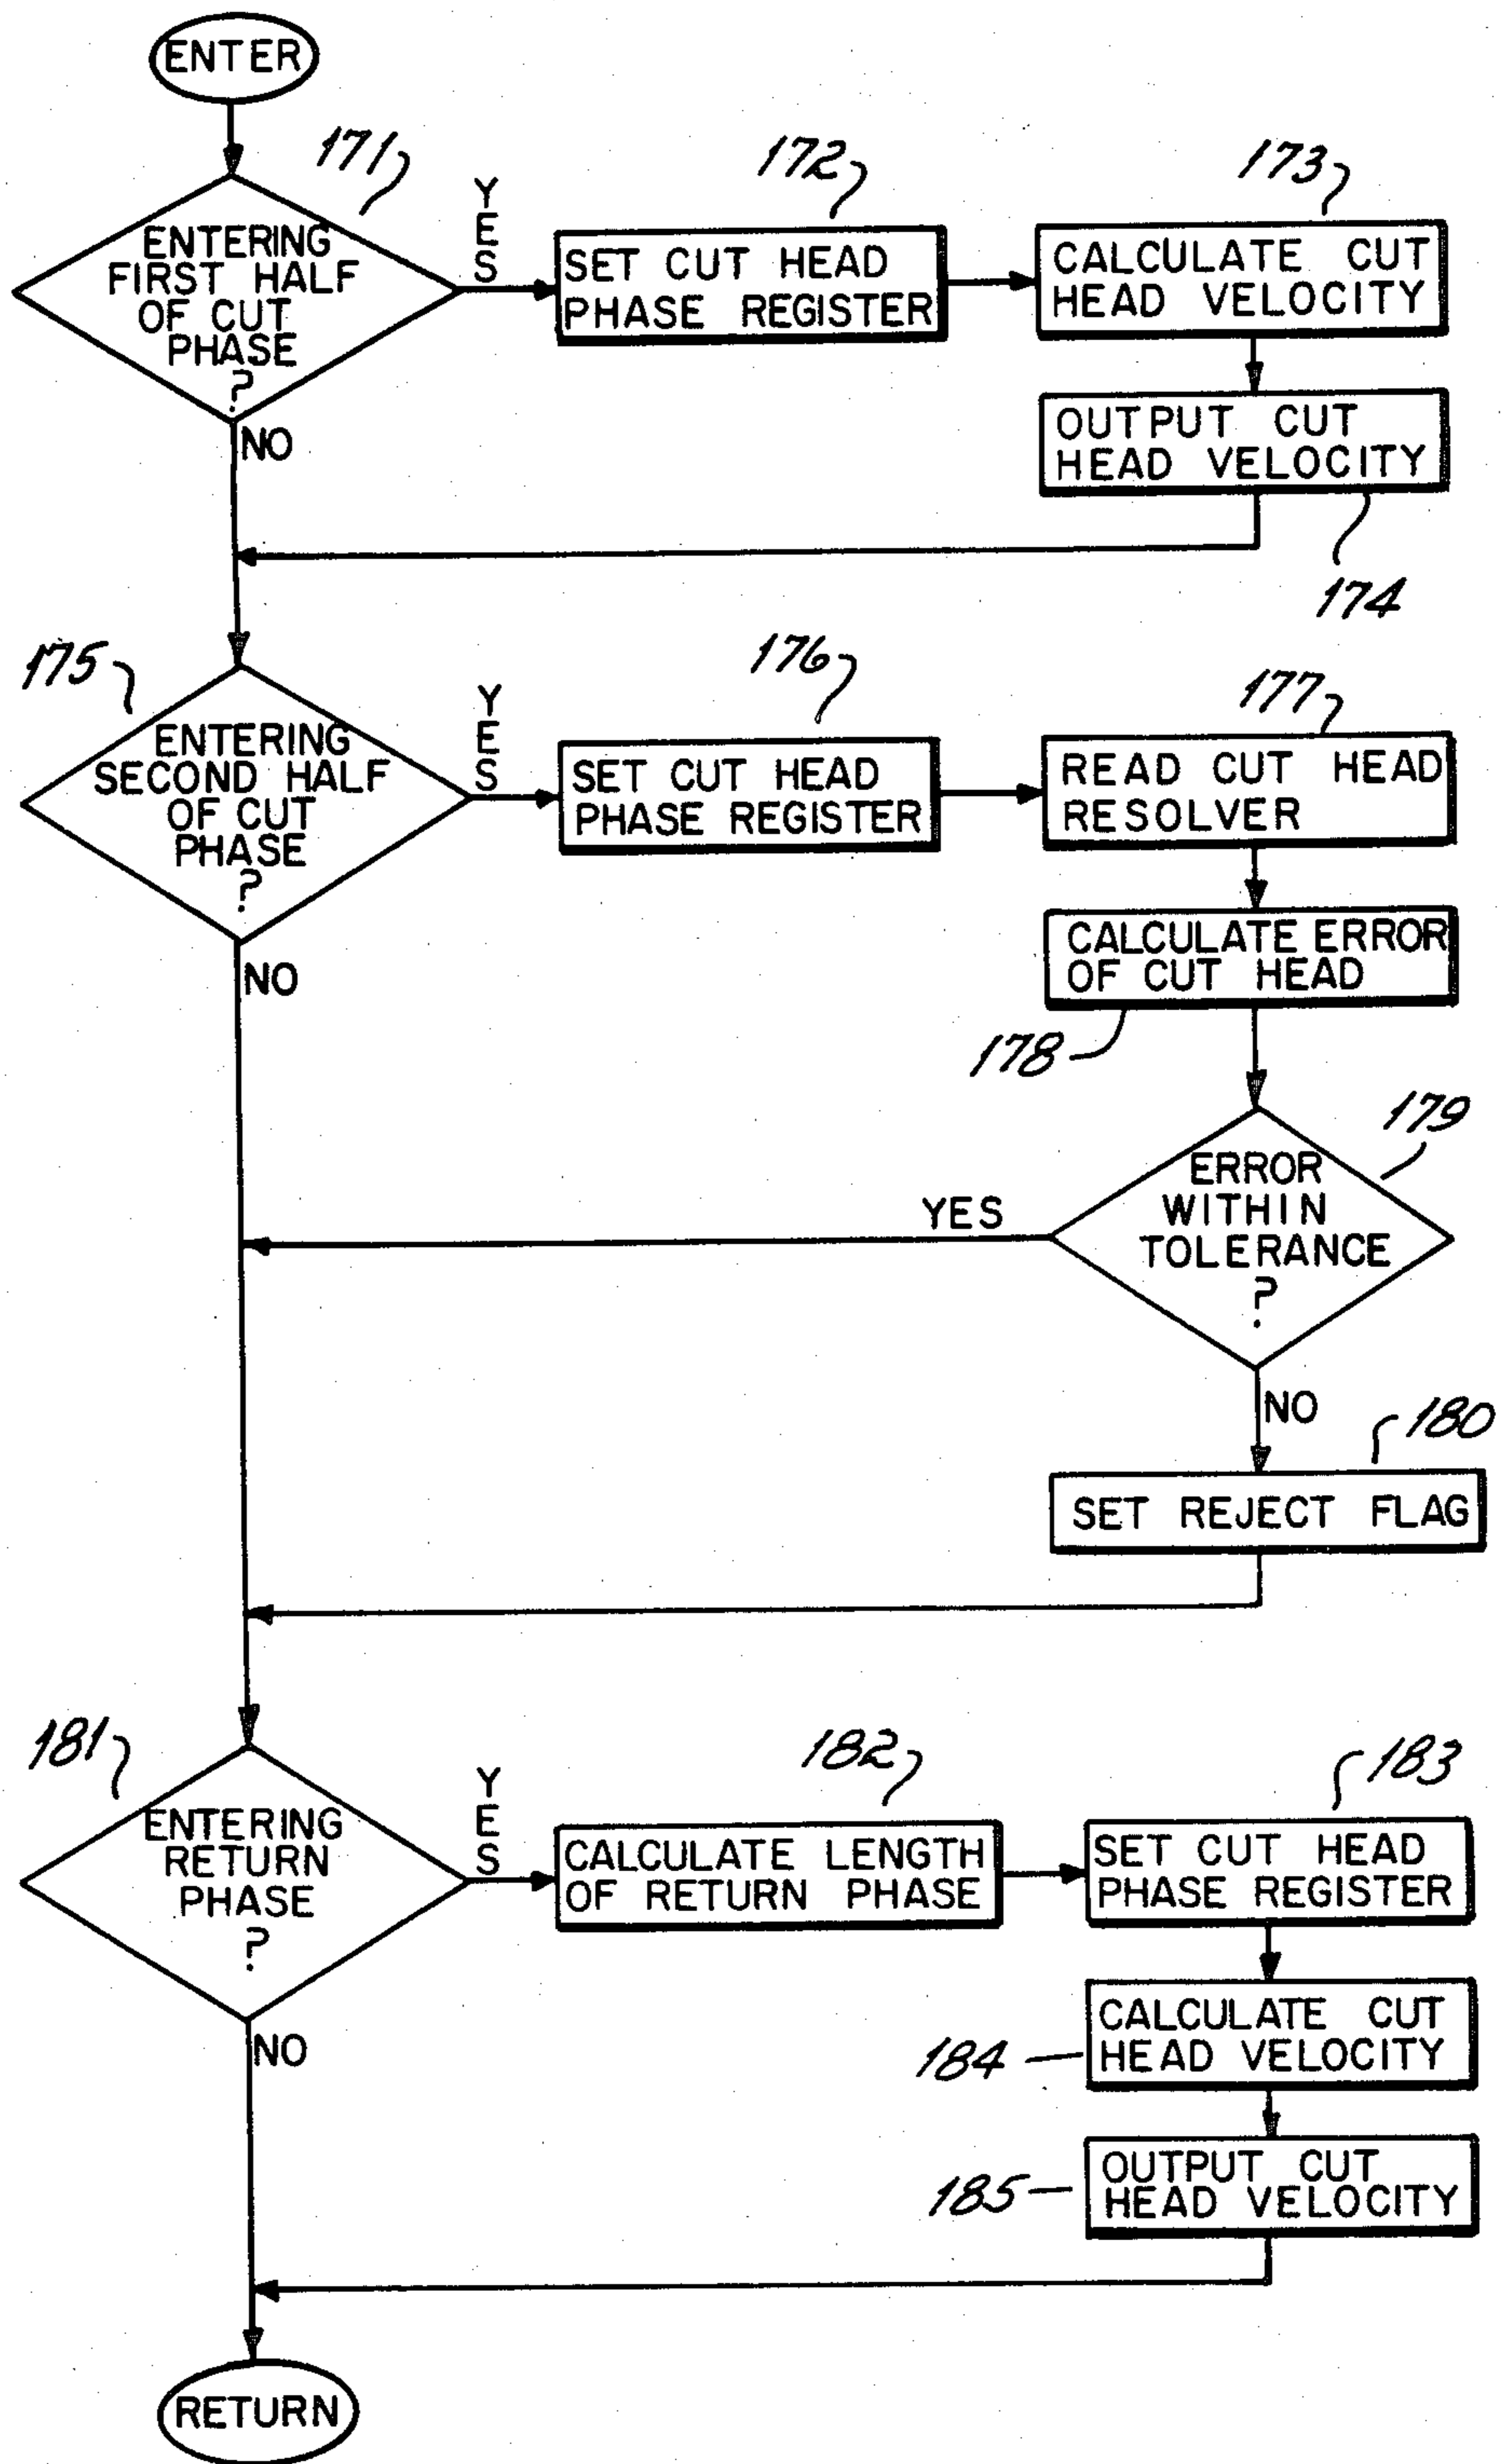 ENTER
171
ENTERING
FIRST HALF
OF CUT
PHASE
?
YES
NO
172
SET CUT HEAD
PHASE REGISTER
173
CALCULATE CUT
HEAD VELOCITY
OUTPUT CUT
HEAD VELOCITY
174
175
ENTERING
SECOND HALF
OF CUT
PHASE
?
YES
NO
176
SET CUT HEAD
PHASE REGISTER
177
READ CUT HEAD
RESOLVER
CALCULATE ERROR
OF CUT HEAD
178
179
ERROR
WITHIN
TOLERANCE
?
YES
NO
180
SET REJECT FLAG
181
ENTERING
RETURN
PHASE
?
YES
NO
182
CALCULATE LENGTH
OF RETURN PHASE
183
SET CUT HEAD
PHASE REGISTER
184
CALCULATE CUT
HEAD VELOCITY
185
OUTPUT CUT
HEAD VELOCITY
RETURN